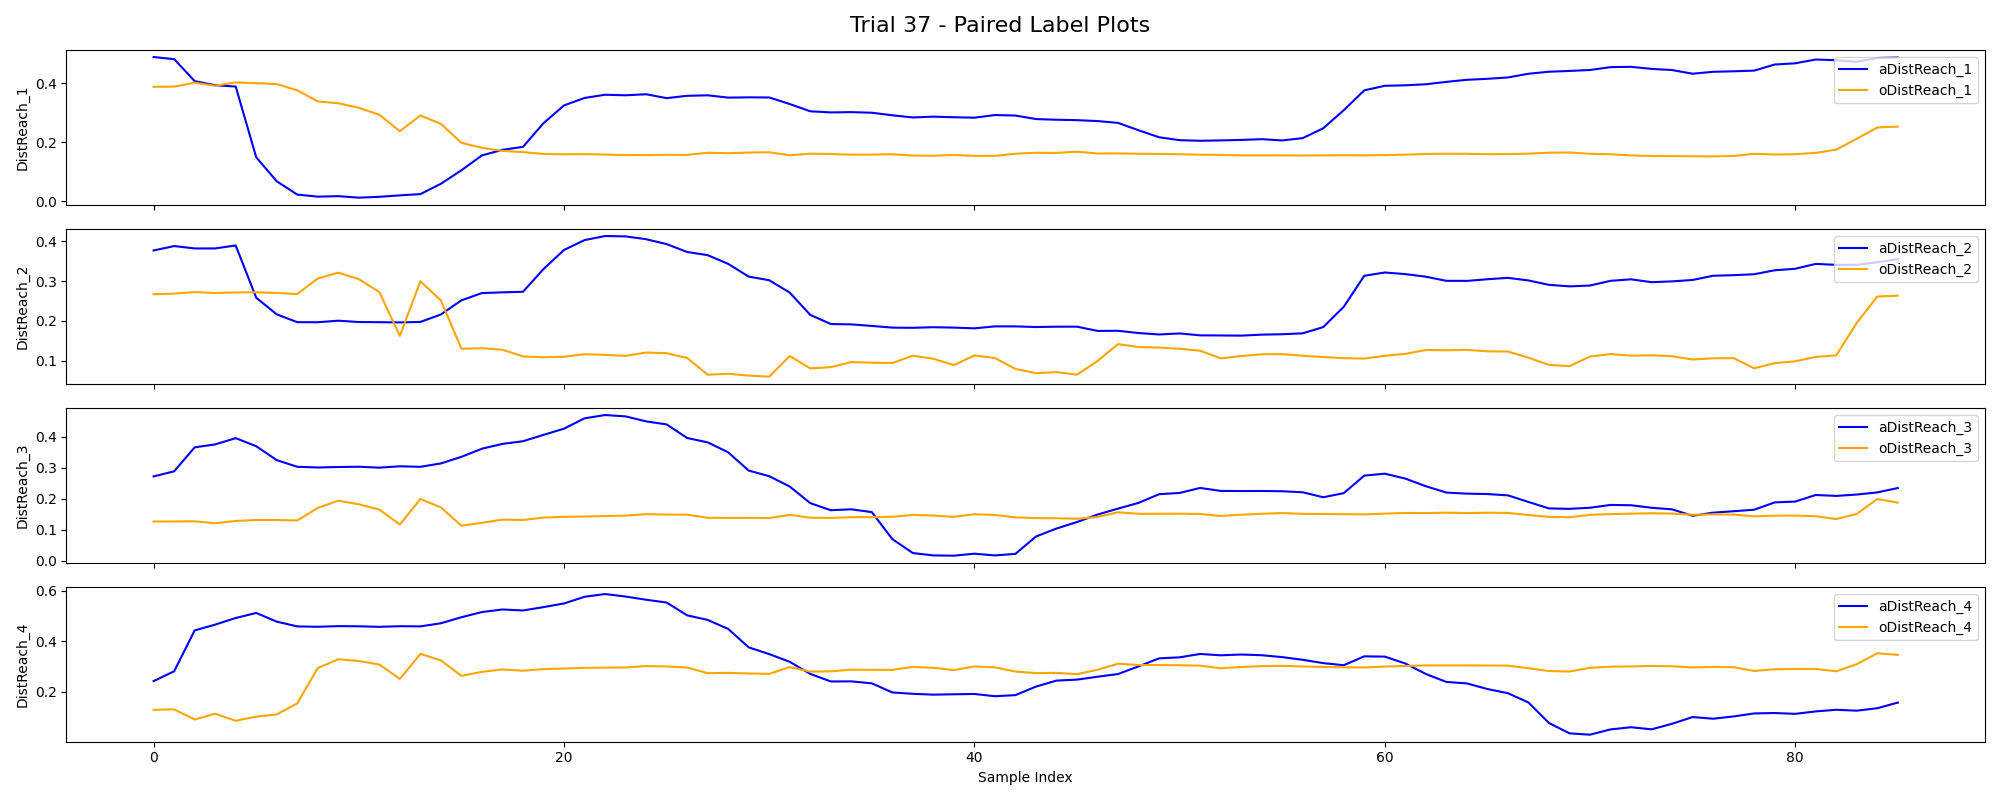 Trial 37 - Paired Label Plots
DistReach_1
0.4
0.2
0.0
aDistReach_1
oDistReach_1
DistReach_2
0.4
0.3
0.2
0.1
aDistReach_2
oDistReach_2
DistReach_3
0.4
0.3
0.2
0.1
0.0
aDistReach_3
oDistReach_3
DistReach_4
0.6
0.4
0.2
aDistReach_4
oDistReach_4
0 20 40 60 80
Sample Index